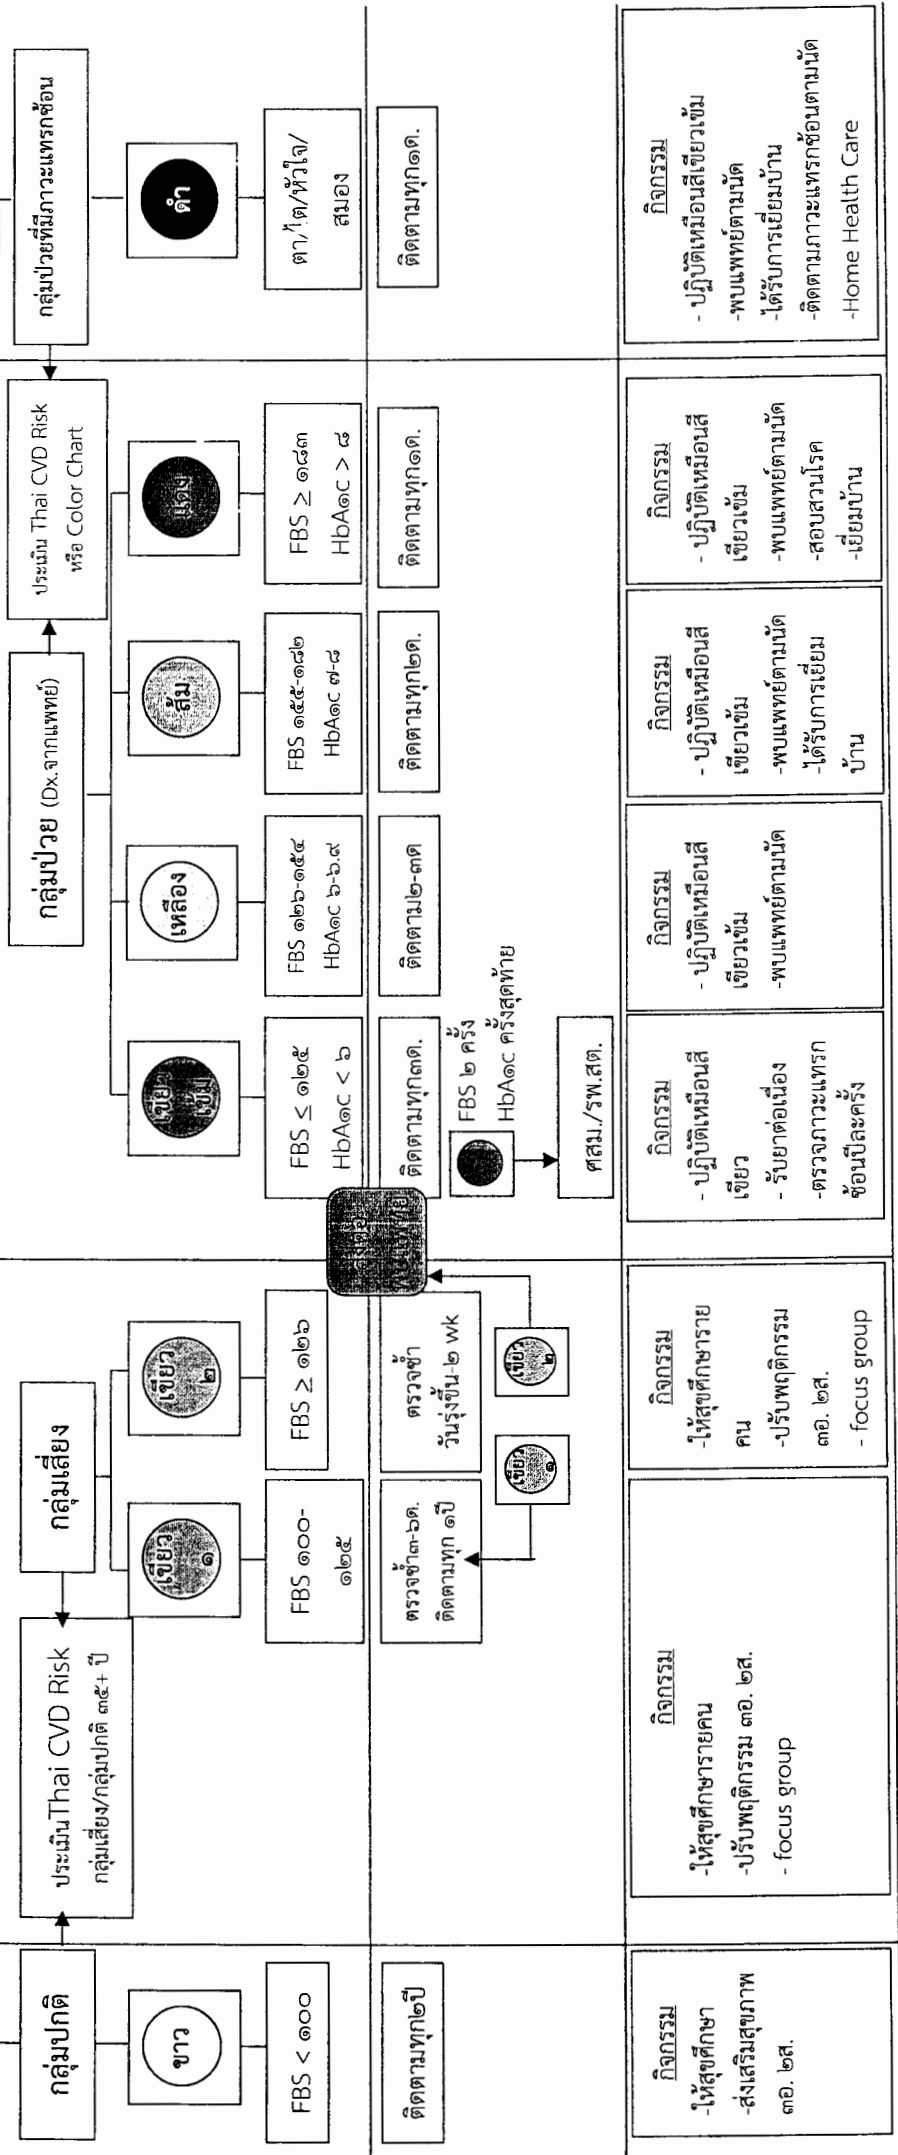 กลุ่มปกติ
ขาว
FBS < ๑๐๐
ติดตามทุก๒ปี
กิจกรรม
-ให้สุขศึกษา
-ส่งเสริมสุขภาพ
๓อ. ๒ส.
ประเมินThai CVD Risk
กลุ่มเสี่ยง/กลุ่มปกติ ๓๕+ ปี
กลุ่มเสี่ยง
เขียว
๑
FBS ๑๐๐-
๑๒๕
ตรวจซ้ำ๓-๖ด.
ติดตามทุก ๑ปี
เขียว
๑
กิจกรรม
-ให้สุขศึกษารายคน
-ปรับพฤติกรรม ๓อ. ๒ส.
- focus group
เขียว
๒
FBS ≥ ๑๒๖
ตรวจซ้ำ
วันรุ่งขึ้น-๒ wk
เขียว
๒
กิจกรรม
-ให้สุขศึกษาราย
คน
-ปรับพฤติกรรม
๓อ. ๒ส.
- focus group
พบแพทย์
กลุ่มป่วย (Dx.จากแพทย์)
ประเมิน Thai CVD Risk
หรือ Color Chart
เขียว
เข้ม
FBS ≤ ๑๒๕
HbA๑C < ๖
ติดตามทุก๓ด.
FBS ๒ ครั้ง
HbA๑C ครั้งสุดท้าย
ศสม./รพ.สต.
กิจกรรม
- ปฏิบัติเหมือนสี
เขียว
- รับยาต่อเนื่อง
-ตรวจภาวะแทรก
ซ้อนปีละครั้ง
เหลือง
FBS ๑๒๖-๑๕๔
HbA๑C ๖-๖.๙
ติดตาม๒-๓ด
กิจกรรม
- ปฏิบัติเหมือนสี
เขียวเข้ม
-พบแพทย์ตามนัด
ส้ม
FBS ๑๕๕-๑๘๒
HbA๑C ๗-๘
ติดตามทุก๒ด.
กิจกรรม
- ปฏิบัติเหมือนสี
เขียวเข้ม
-พบแพทย์ตามนัด
-ได้รับการเยี่ยม
บ้าน
แดง
FBS ≥ ๑๘๓
HbA๑C > ๘
ติดตามทุก๑ด.
กิจกรรม
- ปฏิบัติเหมือนสี
เขียวเข้ม
-พบแพทย์ตามนัด
-สอบสวนโรค
-เยี่ยมบ้าน
กลุ่มป่วยที่มีภาวะแทรกซ้อน
ดำ
ตา/ไต/หัวใจ/
สมอง
ติดตามทุก๑ด.
กิจกรรม
- ปฏิบัติเหมือนสีเขียวเข้ม
-พบแพทย์ตามนัด
-ได้รับการเยี่ยมบ้าน
-ติดตามภาวะแทรกซ้อนตามนัด
-Home Health Care